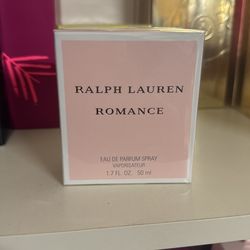 RALPH LAUREN
ROMANCE
EAU DE PARFUM SPRAY
VAPORISATEUR
1.7 FL. OZ. 50 ml